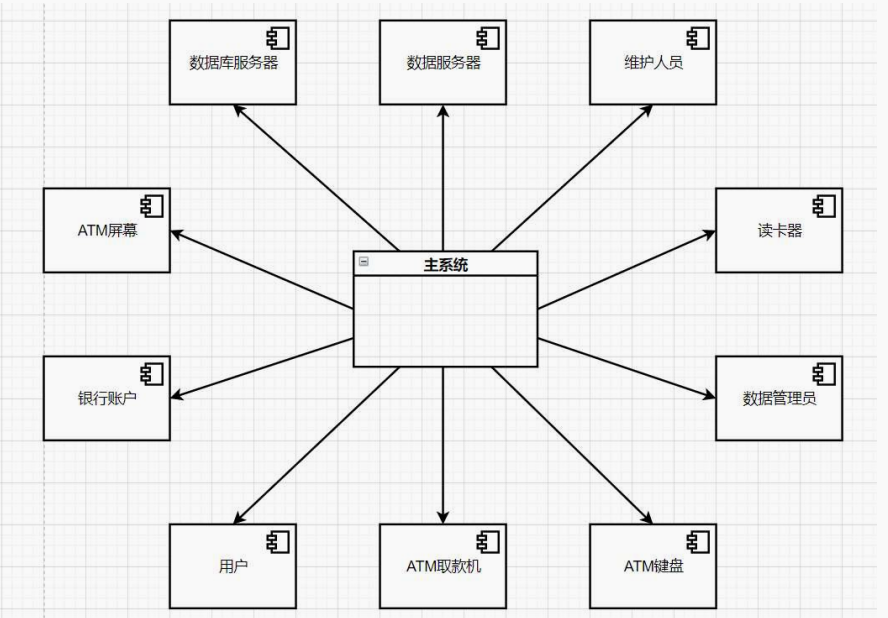 数据库服务器
数据服务器
维护人员
ATM屏幕
读卡器
主系统
银行账户
数据管理员
用户
ATM取款机
ATM键盘